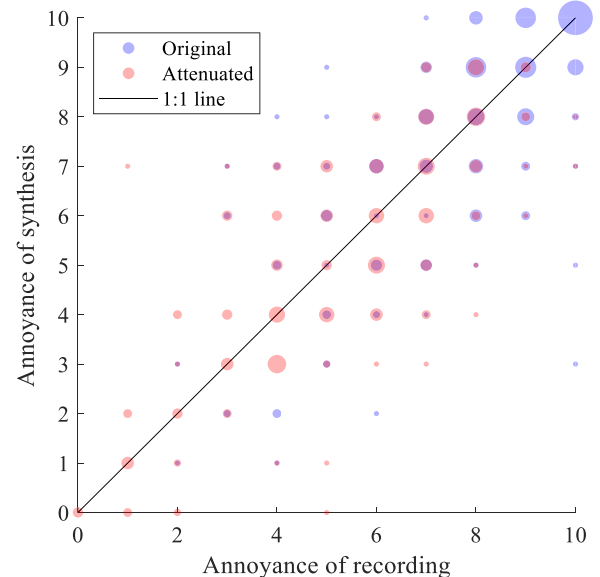 10
9
8
7
6
5
4
3
2
1
0
Original
Attenuated
1:1 line
Annoyance of synthesis
0 2 4 6 8 10
Annoyance of recording